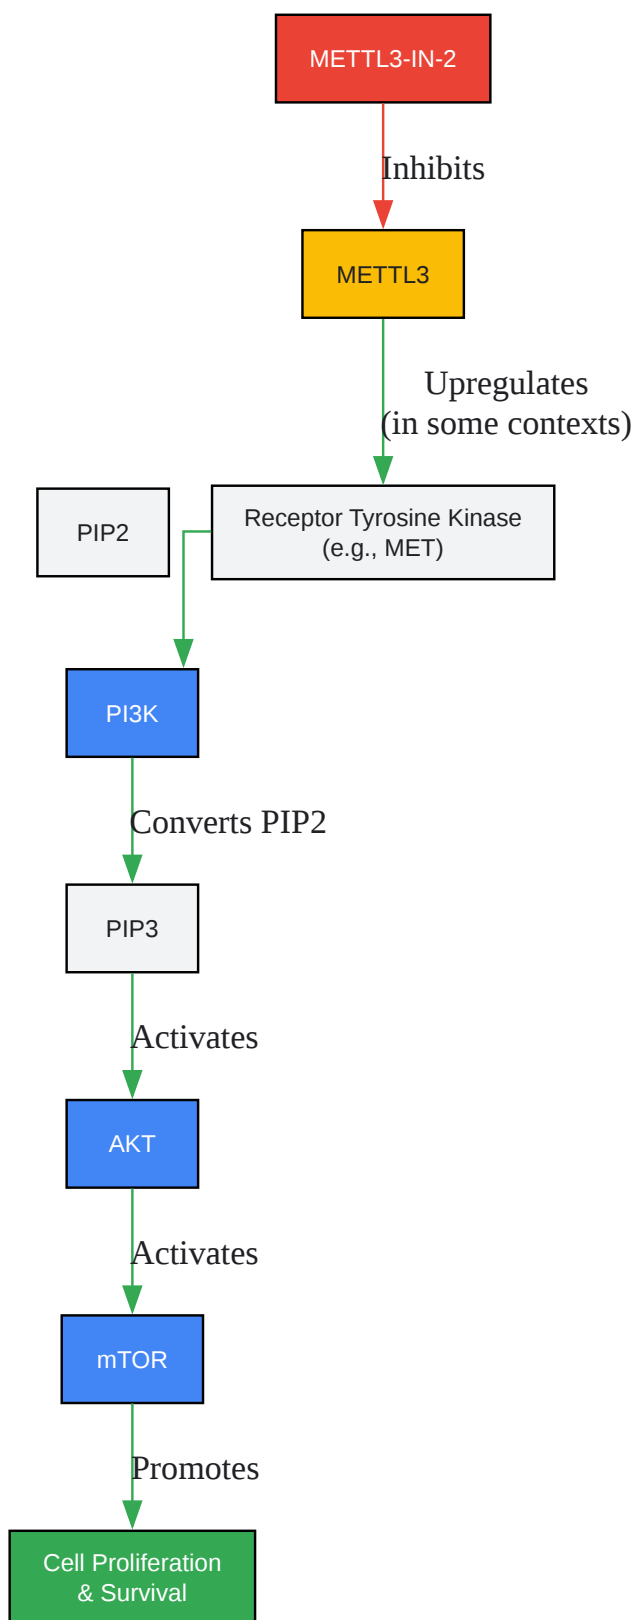 METTL3-IN-2
Inhibits
METTL3
Upregulates
(in some contexts)
PIP2
Receptor Tyrosine Kinase
(e.g., MET)
PI3K
Converts PIP2
PIP3
Activates
AKT
Activates
mTOR
Promotes
Cell Proliferation
& Survival